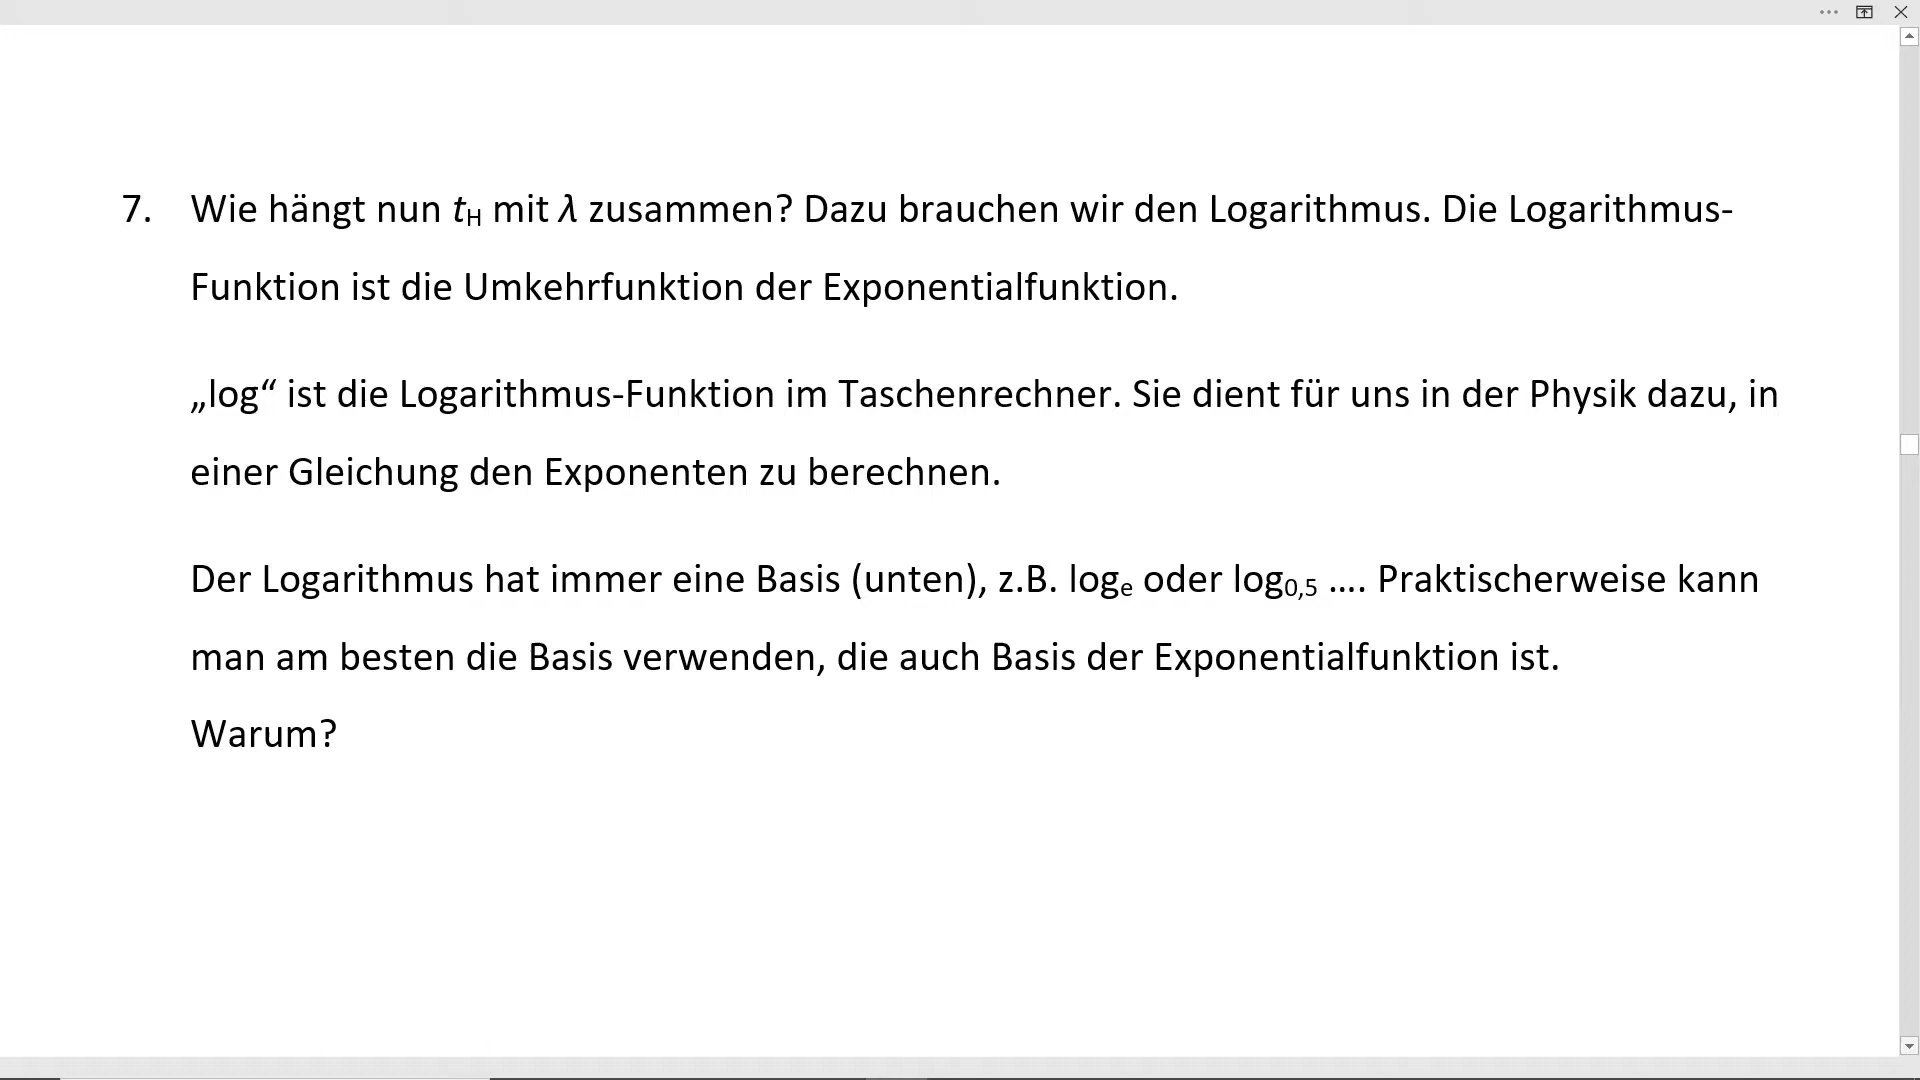 7. Wie hängt nun tH mit λ zusammen? Dazu brauchen wir den Logarithmus. Die Logarithmus-
Funktion ist die Umkehrfunktion der Exponentialfunktion.
„log“ ist die Logarithmus-Funktion im Taschenrechner. Sie dient für uns in der Physik dazu, in
einer Gleichung den Exponenten zu berechnen.
Der Logarithmus hat immer eine Basis (unten), z.B. loge oder log0,5 .... Praktischerweise kann
man am besten die Basis verwenden, die auch Basis der Exponentialfunktion ist.
Warum?